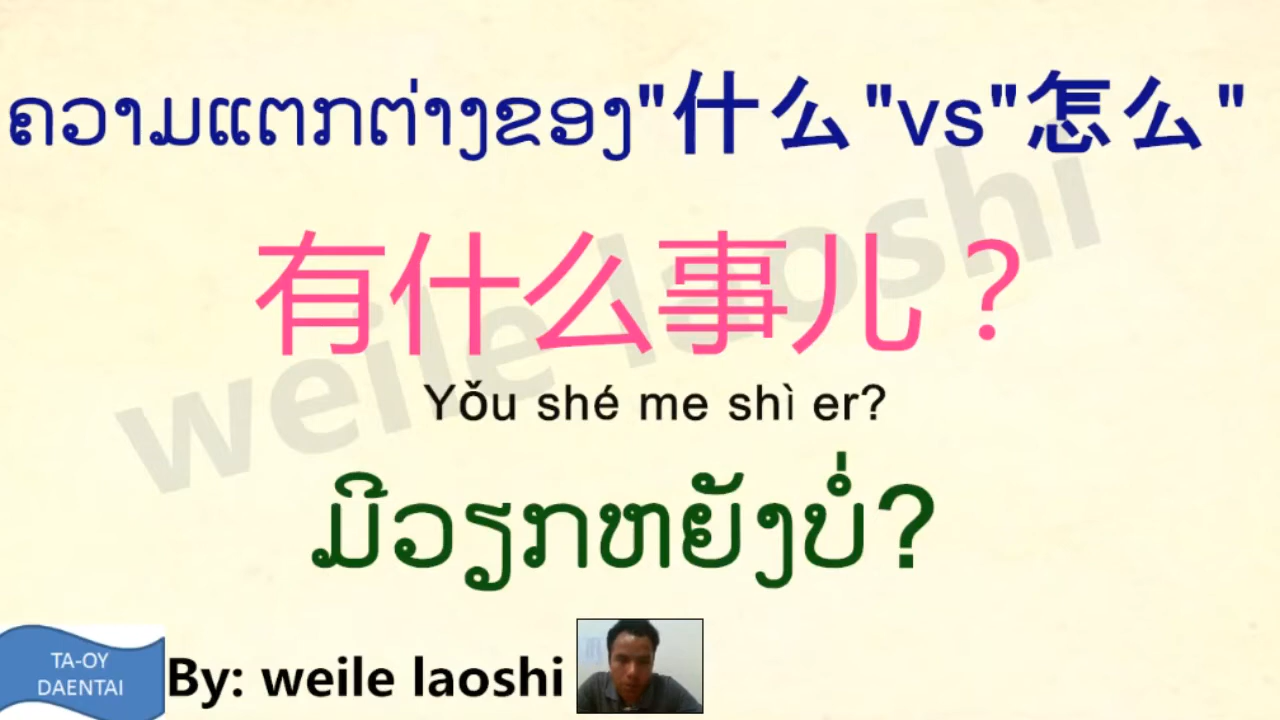 ຄວາມແຕກຕ່າງຂອງ"什么"vs"怎么"
有什么事儿？
Yǒu shé me shì er?
ມີວຽກຫຍັງບໍ່?
TA-OY
DAENTAI
By: weile laoshi
weile laoshi